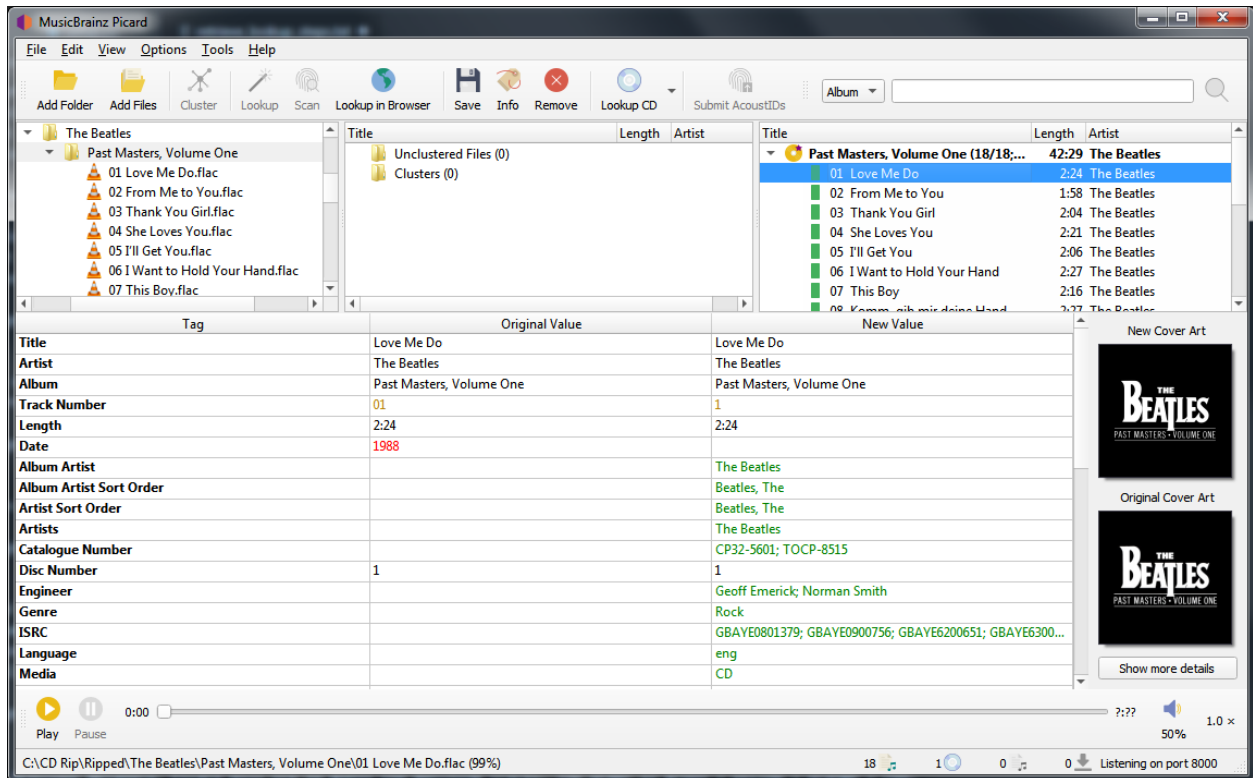 MusicBrainz Picard
File Edit View Options Tools Help
Add Folder Add Files Cluster Lookup Scan Lookup in Browser Save Info Remove Lookup CD Submit AcoustIDs Album
The Beatles
Past Masters, Volume One
01 Love Me Do.flac
02 From Me to You.flac
03 Thank You Girl.flac
04 She Loves You.flac
05 I'll Get You.flac
06 I Want to Hold Your Hand.flac
07 This Boy.flac
Title Length Artist
Unclustered Files (0)
Clusters (0)
Title Length Artist
Past Masters, Volume One (18/18;... 42:29 The Beatles
01 Love Me Do 2:24 The Beatles
02 From Me to You 1:58 The Beatles
03 Thank You Girl 2:04 The Beatles
04 She Loves You 2:21 The Beatles
05 I'll Get You 2:06 The Beatles
06 I Want to Hold Your Hand 2:27 The Beatles
07 This Boy 2:16 The Beatles
08 Komm, gib mir deine Hand 2:27 The Beatles
Tag Original Value New Value
Title Love Me Do Love Me Do
Artist The Beatles The Beatles
Album Past Masters, Volume One Past Masters, Volume One
Track Number 01 1
Length 2:24 2:24
Date 1988
Album Artist The Beatles
Album Artist Sort Order Beatles, The
Artist Sort Order Beatles, The
Artists The Beatles
Catalogue Number CP32-5601; TOCP-8515
Disc Number 1 1
Engineer Geoff Emerick; Norman Smith
Genre Rock
ISRC GBAYE0801379; GBAYE0900756; GBAYE6200651; GBAYE6300...
Language eng
Media CD
New Cover Art
THE
BEATLES
PAST MASTERS • VOLUME ONE
Original Cover Art
THE
BEATLES
PAST MASTERS • VOLUME ONE
Show more details
0:00 ?:??
Play Pause 50% 1.0 ×
C:\CD Rip\Ripped\The Beatles\Past Masters, Volume One\01 Love Me Do.flac (99%) 18 1 0 0 Listening on port 8000